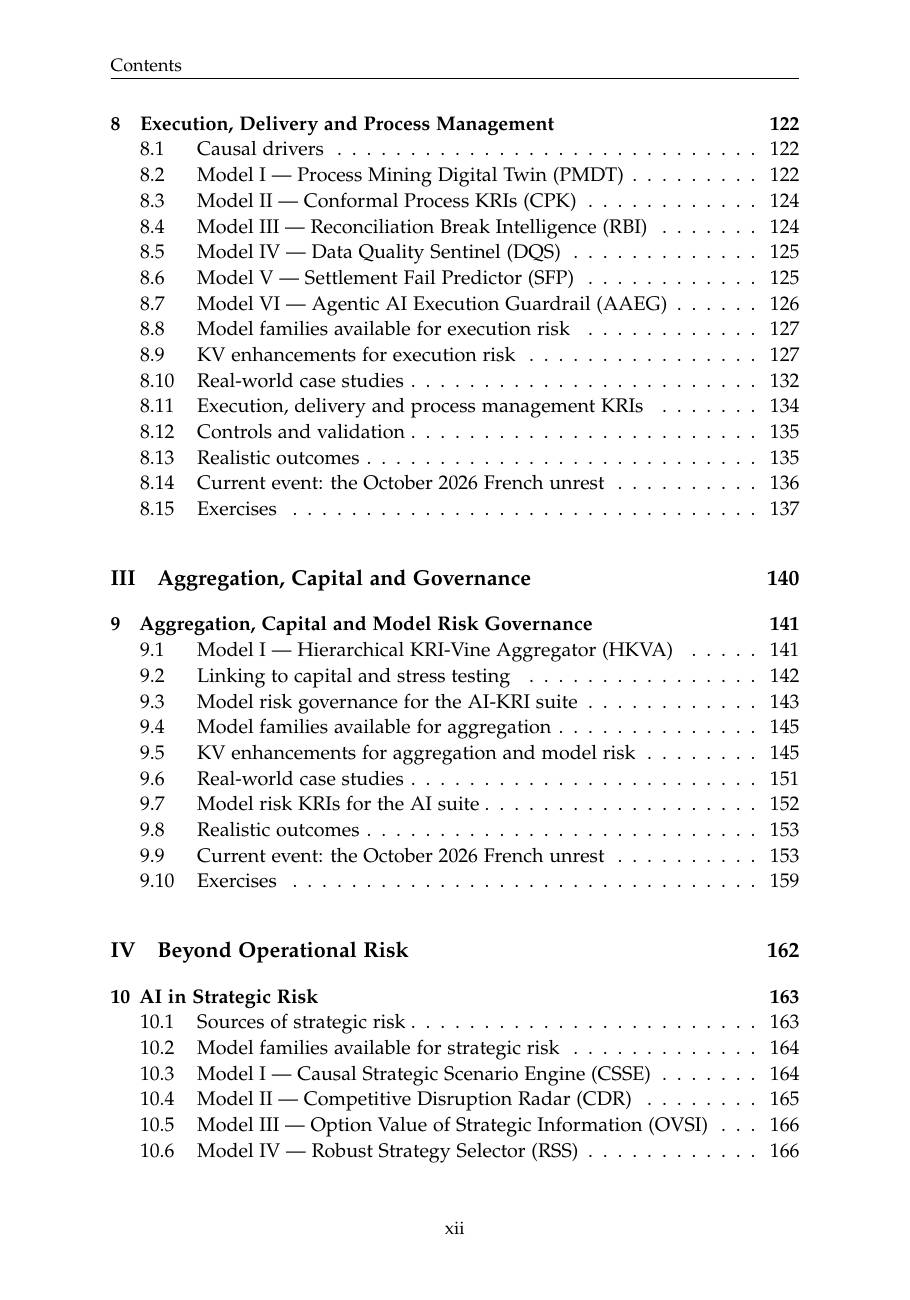 Contents
8 Execution, Delivery and Process Management 122
8.1 Causal drivers . . . . . . . . . . . . . . . . . . . . . . . . . . . . . 122
8.2 Model I — Process Mining Digital Twin (PMDT) . . . . . . . . . 122
8.3 Model II — Conformal Process KRIs (CPK) . . . . . . . . . . . . 124
8.4 Model III — Reconciliation Break Intelligence (RBI) . . . . . . . 124
8.5 Model IV — Data Quality Sentinel (DQS) . . . . . . . . . . . . . 125
8.6 Model V — Settlement Fail Predictor (SFP) . . . . . . . . . . . . 125
8.7 Model VI — Agentic AI Execution Guardrail (AAEG) . . . . . . 126
8.8 Model families available for execution risk . . . . . . . . . . . . 127
8.9 KV enhancements for execution risk . . . . . . . . . . . . . . . . 127
8.10 Real-world case studies . . . . . . . . . . . . . . . . . . . . . . . . 132
8.11 Execution, delivery and process management KRIs . . . . . . . 134
8.12 Controls and validation . . . . . . . . . . . . . . . . . . . . . . . . 135
8.13 Realistic outcomes . . . . . . . . . . . . . . . . . . . . . . . . . . . 135
8.14 Current event: the October 2026 French unrest . . . . . . . . . . 136
8.15 Exercises . . . . . . . . . . . . . . . . . . . . . . . . . . . . . . . . 137
III Aggregation, Capital and Governance 140
9 Aggregation, Capital and Model Risk Governance 141
9.1 Model I — Hierarchical KRI-Vine Aggregator (HKVA) . . . . . 141
9.2 Linking to capital and stress testing . . . . . . . . . . . . . . . . 142
9.3 Model risk governance for the AI-KRI suite . . . . . . . . . . . . 143
9.4 Model families available for aggregation . . . . . . . . . . . . . . 145
9.5 KV enhancements for aggregation and model risk . . . . . . . . 145
9.6 Real-world case studies . . . . . . . . . . . . . . . . . . . . . . . . 151
9.7 Model risk KRIs for the AI suite . . . . . . . . . . . . . . . . . . . 152
9.8 Realistic outcomes . . . . . . . . . . . . . . . . . . . . . . . . . . . 153
9.9 Current event: the October 2026 French unrest . . . . . . . . . . 153
9.10 Exercises . . . . . . . . . . . . . . . . . . . . . . . . . . . . . . . . 159
IV Beyond Operational Risk 162
10 AI in Strategic Risk 163
10.1 Sources of strategic risk . . . . . . . . . . . . . . . . . . . . . . . . 163
10.2 Model families available for strategic risk . . . . . . . . . . . . . 164
10.3 Model I — Causal Strategic Scenario Engine (CSSE) . . . . . . . 164
10.4 Model II — Competitive Disruption Radar (CDR) . . . . . . . . 165
10.5 Model III — Option Value of Strategic Information (OVSI) . . . 166
10.6 Model IV — Robust Strategy Selector (RSS) . . . . . . . . . . . . 166
xii